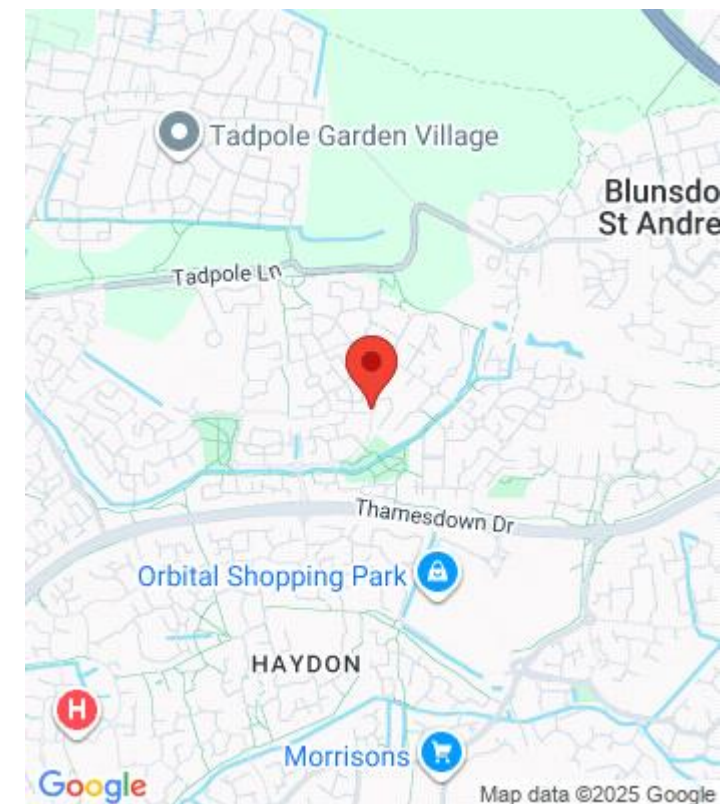 Tadpole Garden Village
Blunsdo
St Andre
Tadpole Ln
Thamesdown Dr
Orbital Shopping Park
HAYDON
H
Morrisons
Google
Map data ©2025 Google